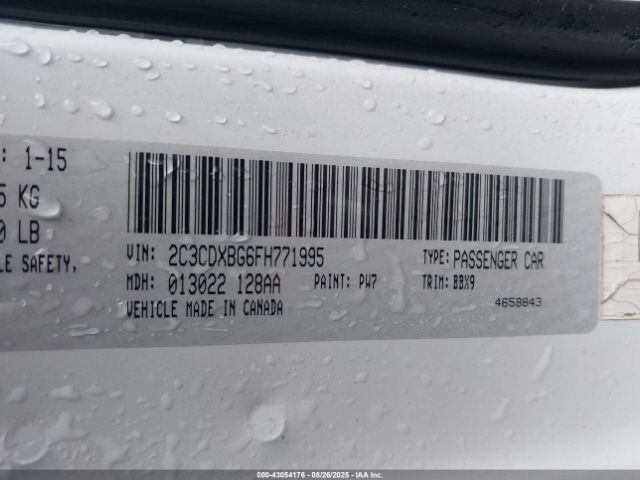 : 1-15
5 KG
0 LB
LE SAFETY,
VIN: 2C3CDXBG6FH771995 TYPE: PASSENGER CAR
MDH: 013022 128AA PAINT: PW7 TRIM: BBX9
VEHICLE MADE IN CANADA 4658843
000-43054176 - 08/26/2025 - IAA Inc.